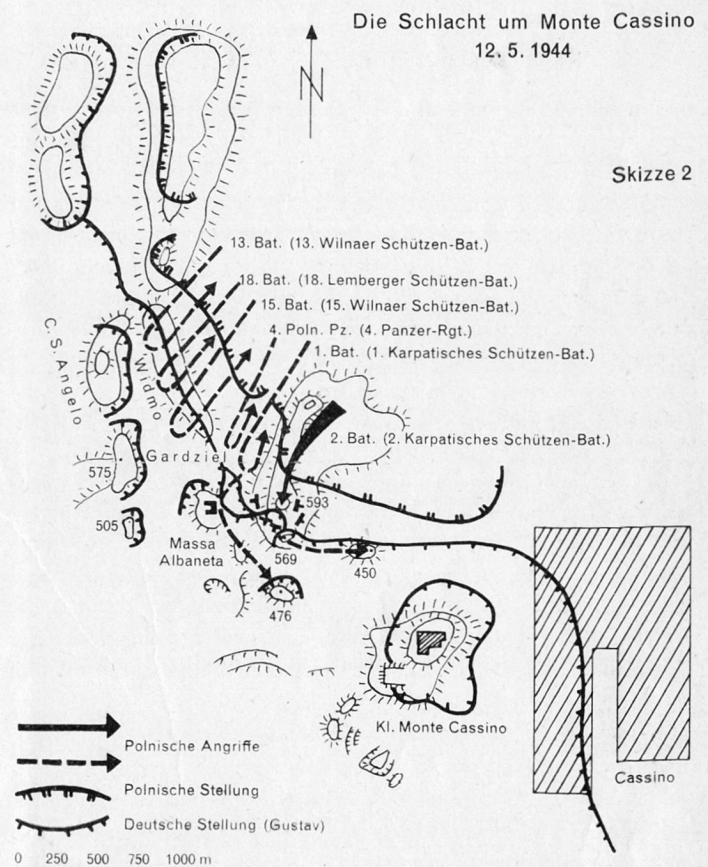 Die Schlacht um Monte Cassino
12.5.1944
N
Skizze 2
13. Bat. (13. Wilnaer Schützen-Bat.)
18. Bat. (18. Lemberger Schützen-Bat.)
15. Bat. (15. Wilnaer Schützen-Bat.)
4. Poln. Pz. (4. Panzer-Rgt.)
1. Bat. (1. Karpatisches Schützen-Bat.)
C. S. Angelo
Widmo
2. Bat. (2. Karpatisches Schützen-Bat.)
Gardziel
575
593
505
Massa
Albaneta
569
450
476
Kl. Monte Cassino
Cassino
Polnische Angriffe
Polnische Stellung
Deutsche Stellung (Gustav)
0 250 500 750 1000 m